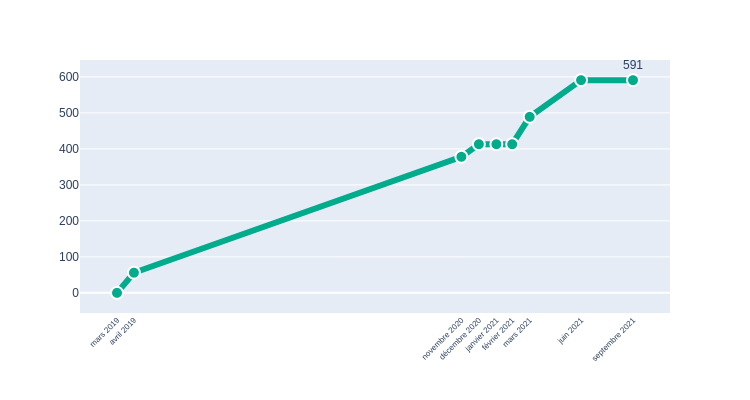 591
600
500
400
300
200
100
0
mars 2019
avril 2019
novembre 2020
décembre 2020
janvier 2021
février 2021
mars 2021
juin 2021
septembre 2021